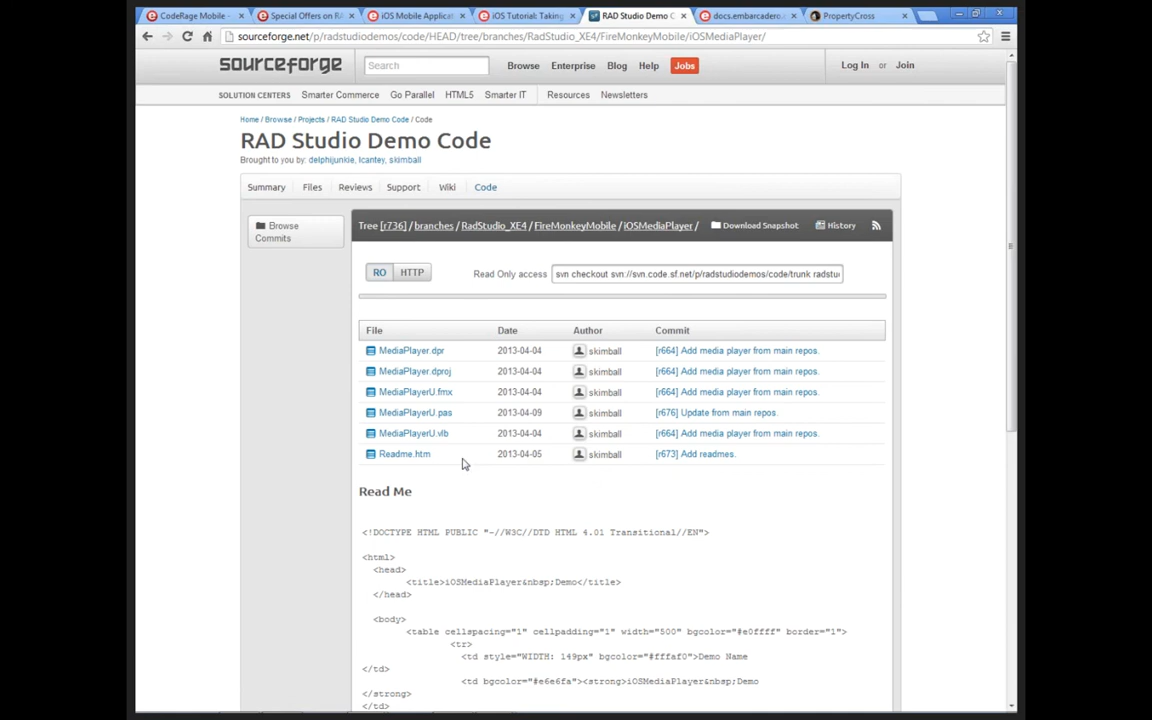 CodeRage Mobile -
Special Offers on RA
iOS Mobile Applicat
iOS Tutorial: Taking
RAD Studio Demo C
docs.embarcadero.c
PropertyCross
sourceforge.net/p/radstudiodemos/code/HEAD/tree/branches/RadStudio_XE4/FireMonkeyMobile/iOSMediaPlayer/
sourceforge
Search
Browse Enterprise Blog Help Jobs
Log In or Join
SOLUTION CENTERS Smarter Commerce Go Parallel HTML5 Smarter IT Resources Newsletters
Home / Browse / Projects / RAD Studio Demo Code / Code
RAD Studio Demo Code
Brought to you by: delphijunkie, lcantey, skimball
Summary Files Reviews Support Wiki Code
Browse
Commits
Tree [r736] / branches / RadStudio_XE4 / FireMonkeyMobile / iOSMediaPlayer / Download Snapshot History
RO HTTP Read Only access svn checkout svn://svn.code.sf.net/p/radstudiodemos/code/trunk radstu
File Date Author Commit
MediaPlayer.dpr 2013-04-04 skimball [r664] Add media player from main repos.
MediaPlayer.dproj 2013-04-04 skimball [r664] Add media player from main repos.
MediaPlayerU.fmx 2013-04-04 skimball [r664] Add media player from main repos.
MediaPlayerU.pas 2013-04-09 skimball [r676] Update from main repos.
MediaPlayerU.vlb 2013-04-04 skimball [r664] Add media player from main repos.
Readme.htm 2013-04-05 skimball [r673] Add readmes.
Read Me
<!DOCTYPE HTML PUBLIC "-//W3C//DTD HTML 4.01 Transitional//EN">
<html>
<head>
<title>iOSMediaPlayer&nbsp;Demo</title>
</head>
<body>
<table cellspacing="1" cellpadding="1" width="500" bgcolor="#e0ffff" border="1">
<tr>
<td style="WIDTH: 149px" bgcolor="#fffaf0">Demo Name
</td>
<td bgcolor="#e6e6fa"><strong>iOSMediaPlayer&nbsp;Demo
</strong>
</td>